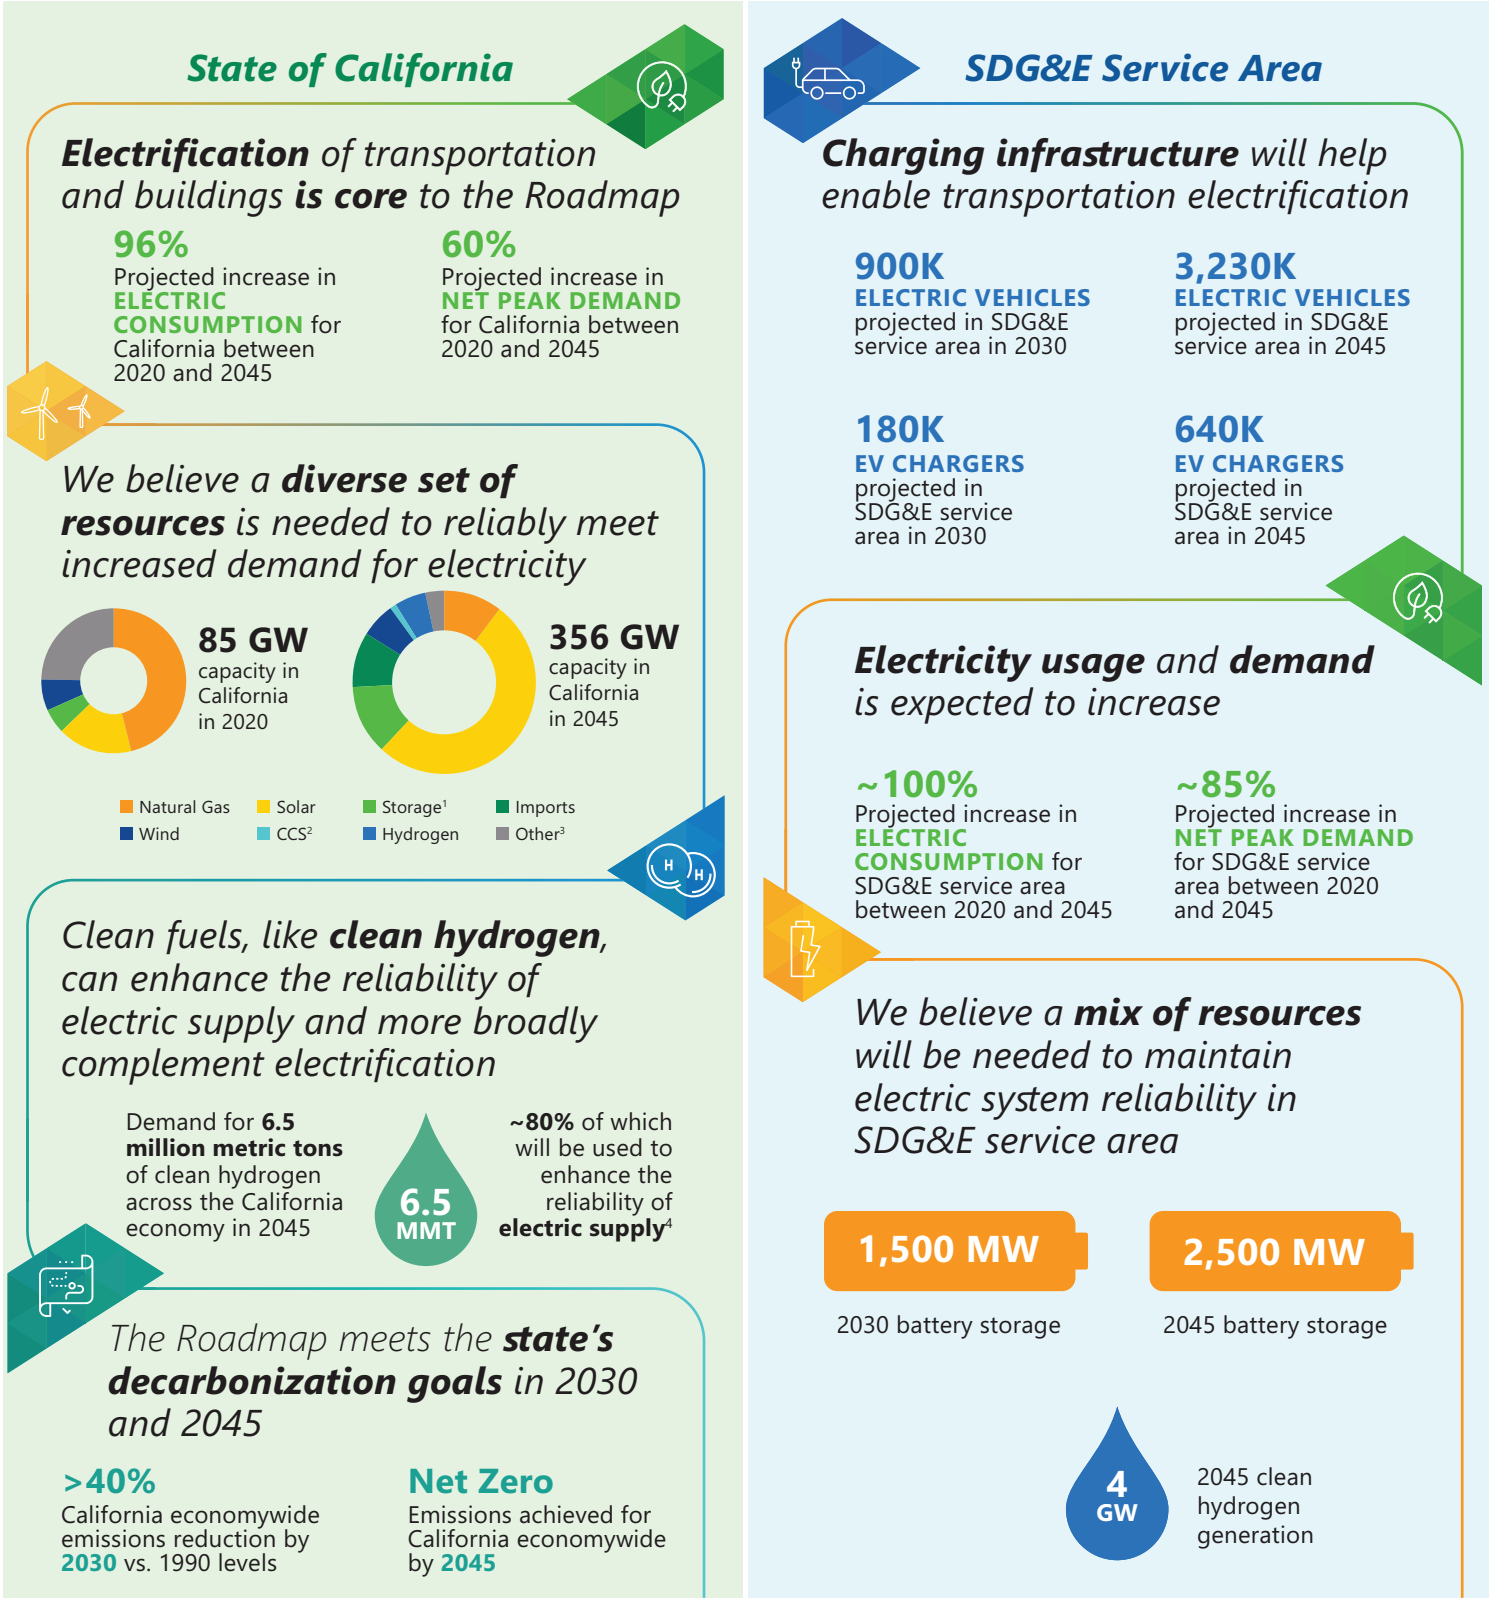 State of California
Electrification of transportation
and buildings is core to the Roadmap
96%
Projected increase in
ELECTRIC
CONSUMPTION for
California between
2020 and 2045
60%
Projected increase in
NET PEAK DEMAND
for California between
2020 and 2045
We believe a diverse set of
resources is needed to reliably meet
increased demand for electricity
85 GW
capacity in
California
in 2020
356 GW
capacity in
California
in 2045
Natural Gas
Solar
Storage¹
Imports
Wind
CCS²
Hydrogen
Other³
H
H
Clean fuels, like clean hydrogen,
can enhance the reliability of
electric supply and more broadly
complement electrification
Demand for 6.5
million metric tons
of clean hydrogen
across the California
economy in 2045
6.5
MMT
~80% of which
will be used to
enhance the
reliability of
electric supply⁴
The Roadmap meets the state's
decarbonization goals in 2030
and 2045
>40%
California economywide
emissions reduction by
2030 vs. 1990 levels
Net Zero
Emissions achieved for
California economywide
by 2045
SDG&E Service Area
Charging infrastructure will help
enable transportation electrification
900K
ELECTRIC VEHICLES
projected in SDG&E
service area in 2030
3,230K
ELECTRIC VEHICLES
projected in SDG&E
service area in 2045
180K
EV CHARGERS
projected in
SDG&E service
area in 2030
640K
EV CHARGERS
projected in
SDG&E service
area in 2045
Electricity usage and demand
is expected to increase
~100%
Projected increase in
ELECTRIC
CONSUMPTION for
SDG&E service area
between 2020 and 2045
~85%
Projected increase in
NET PEAK DEMAND
for SDG&E service
area between 2020
and 2045
We believe a mix of resources
will be needed to maintain
electric system reliability in
SDG&E service area
1,500 MW
2030 battery storage
2,500 MW
2045 battery storage
4
GW
2045 clean
hydrogen
generation